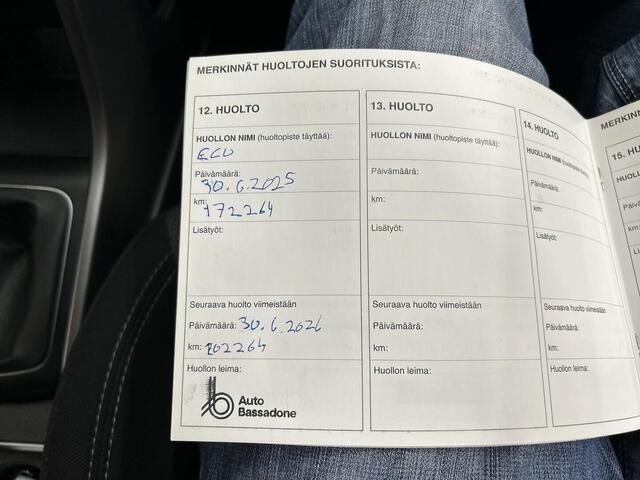 MERKINNÄT HUOLTOJEN SUORITUKSISTA:
12. HUOLTO
HUOLLON NIMI (huoltopiste täyttää):
ECU
Päivämäärä:
30.6.2025
km:
172264
Lisätyöt:
Seuraava huolto viimeistään
Päivämäärä: 30.6.2026
km: 202264
Huollon leima:
Auto
Bassadone
13. HUOLTO
HUOLLON NIMI (huoltopiste täyttää):
Päivämäärä:
km:
Lisätyöt:
Seuraava huolto viimeistään
Päivämäärä:
km:
Huollon leima:
14. HUOLTO
HUOLLON NIMI (huoltopiste täyttää):
Päivämäärä:
km:
Lisätyöt:
Seuraava huolto viimeistään
Päivämäärä:
km:
Huollon leima: